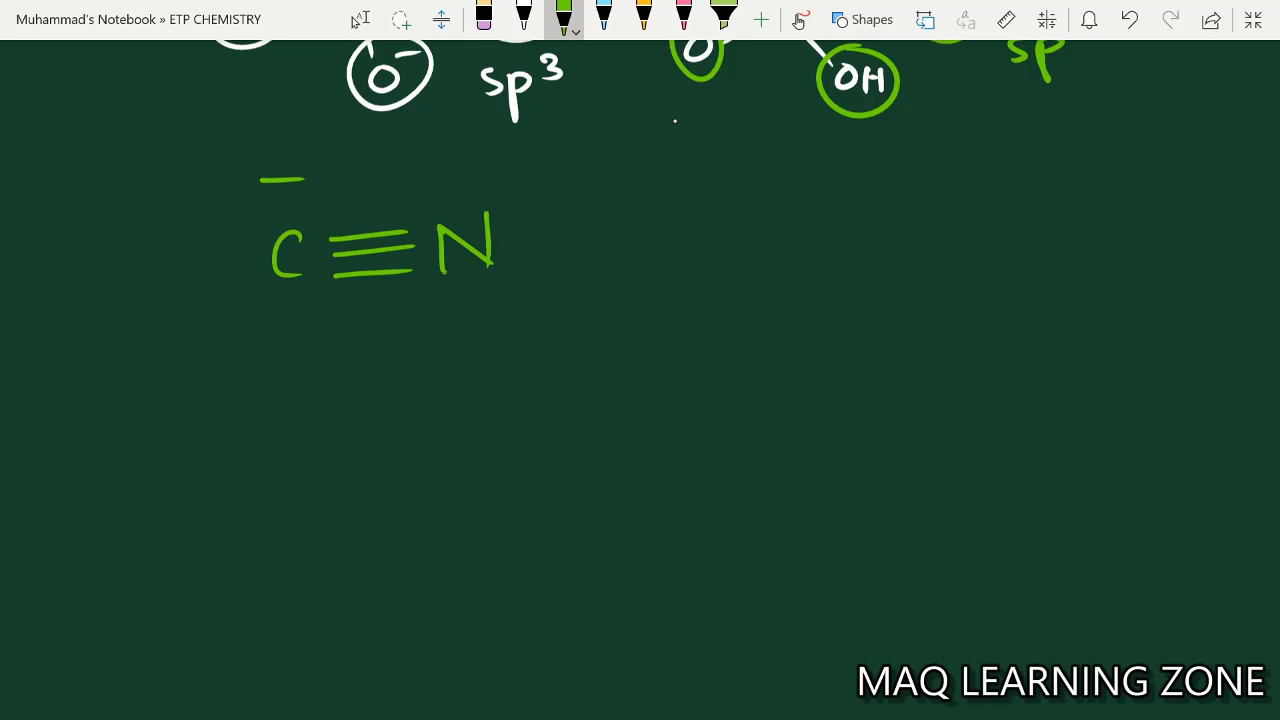 Muhammad's Notebook » ETP CHEMISTRY Shapes
O⁻ sp³ O OH sp
C≡N
MAQ LEARNING ZONE